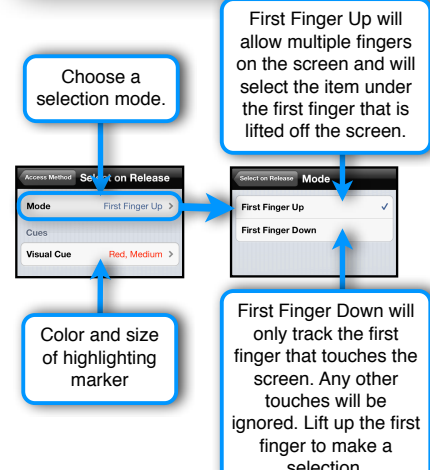 First Finger Up will
allow multiple fingers
on the screen and will
select the item under
the first finger that is
lifted off the screen.
Choose a
selection mode.
Access Method Select on Release
Mode First Finger Up >
Cues
Visual Cue Red, Medium >
Select on Release Mode
First Finger Up ✓
First Finger Down
Color and size
of highlighting
marker
First Finger Down will
only track the first
finger that touches the
screen. Any other
touches will be
ignored. Lift up the first
finger to make a
selection